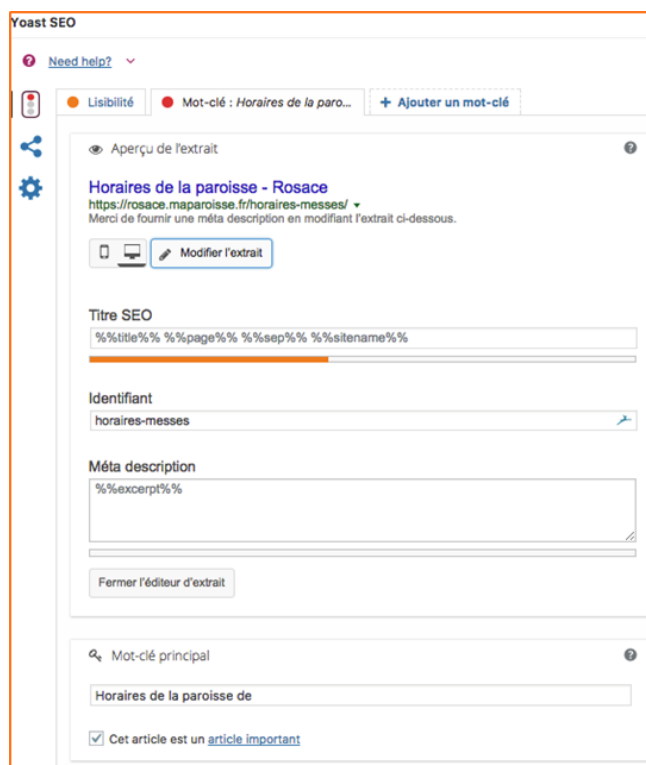 Yoast SEO
Need help?
Lisibilité
Mot-clé : Horaires de la paro...
+ Ajouter un mot-clé
Aperçu de l'extrait
Horaires de la paroisse - Rosace
https://rosace.maparoisse.fr/horaires-messes/
Merci de fournir une méta description en modifiant l'extrait ci-dessous.
Modifier l'extrait
Titre SEO
%%title%% %%page%% %%sep%% %%sitename%%
Identifiant
horaires-messes
Méta description
%%excerpt%%
Fermer l'éditeur d'extrait
Mot-clé principal
Horaires de la paroisse de
Cet article est un article important